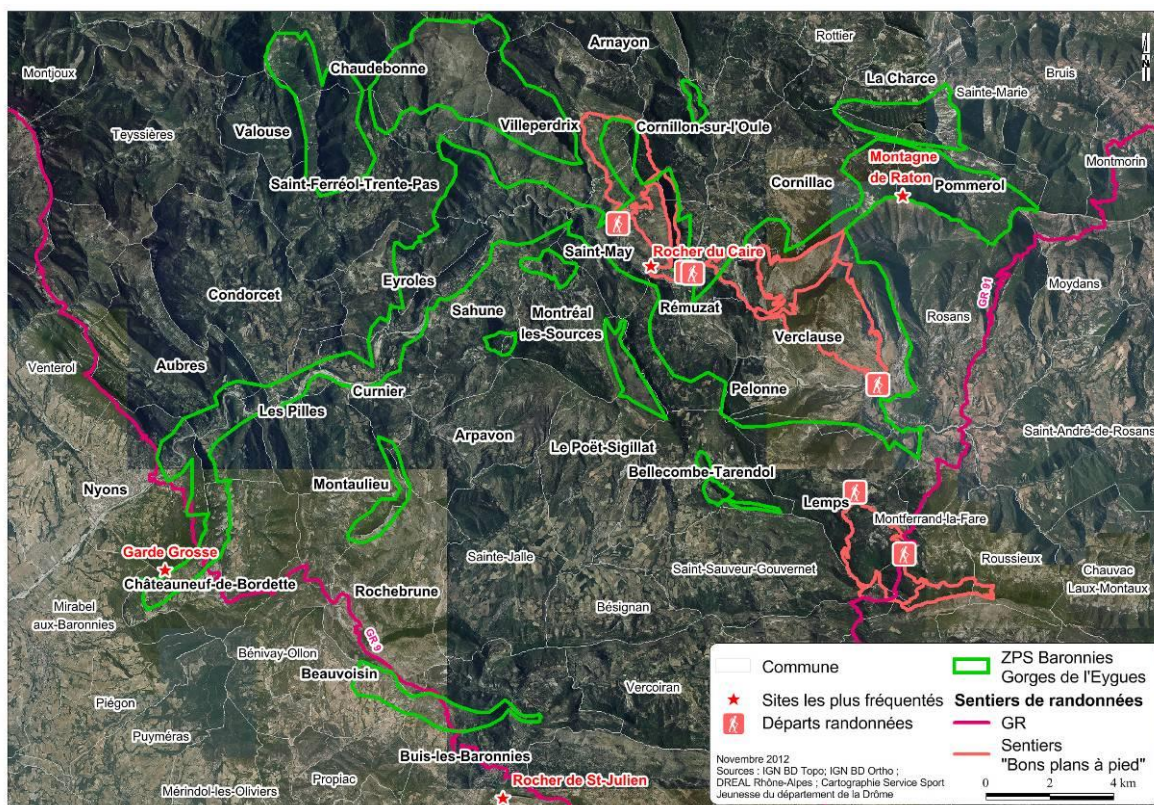 Arnayon
Rottier
Montjoux
Chaudebonne
La Charce
Bruis
Sainte-Marie
Teyssières
Valouse
Villeperdrix
Cornillon-sur-l'Oule
Montmorin
Montagne
de Raton
Saint-Ferréol-Trente-Pas
Cornillac
Pommerol
Saint-May
Rocher du Caire
Condorcet
Eyroles
Sahune
Montréal
les-Sources
Rémuzat
GR 91
Moydans
Rosans
Verclause
Venterol
Aubres
Curnier
Les Pilles
Pelonne
Arpavon
Le Poët-Sigillat
Saint-André-de-Rosans
Bellecombe-Tarendol
Nyons
Montaulieu
Lemps
Montferrand-la-Fare
Garde Grosse
Châteauneuf-de-Bordette
Sainte-Jalle
Saint-Sauveur-Gouvernet
Roussieux
Chauvac
Laux-Montaux
Mirabel
aux-Baronnies
Rochebrune
Bésignan
GR 9
Bénivay-Ollon
Beauvoisin
Vercoiran
Piégon
Puyméras
Buis-les-Baronnies
Propiac
Rocher de St-Julien
Mérindol-les-Oliviers
Commune
Sites les plus fréquentés
Départs randonnées
ZPS Baronnies
Gorges de l'Eygues
Sentiers de randonnées
GR
Sentiers
"Bons plans à pied"
Novembre 2012
Sources : IGN BD Topo; IGN BD Ortho ;
DREAL Rhône-Alpes ; Cartographie Service Sport
Jeunesse du département de la Drôme
0 2 4 km